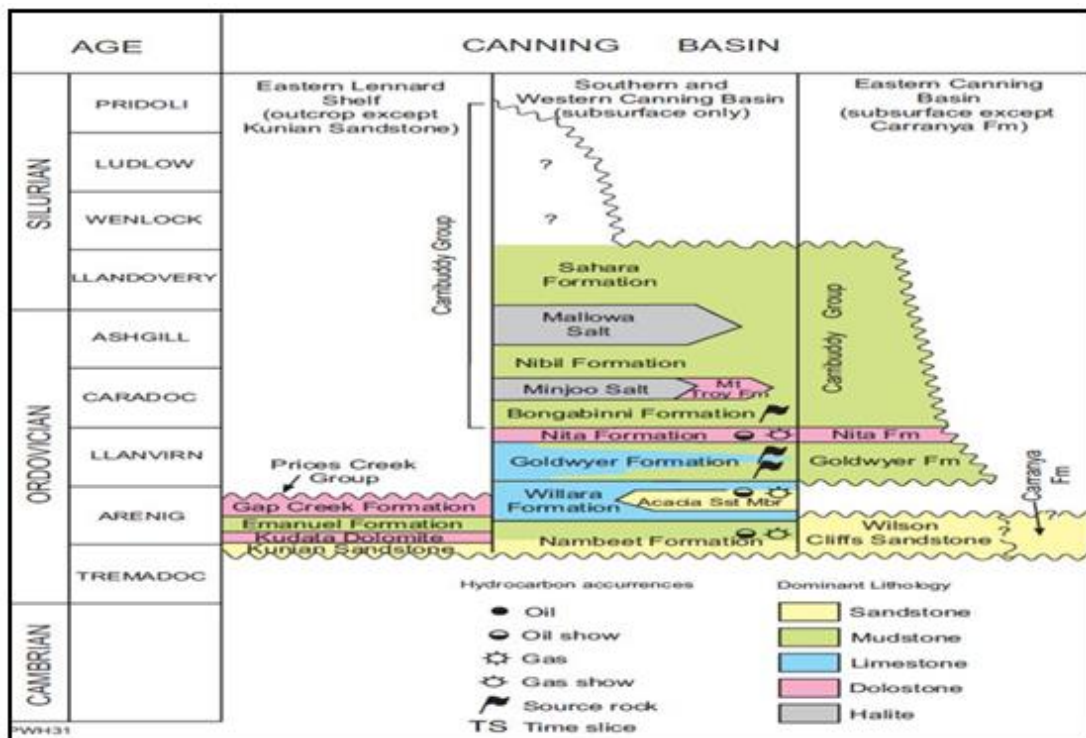 AGE
CANNING BASIN
Eastern Lennard
Shelf
(outcrop except
Kunian Sandstone)
Southern and
Western Canning Basin
(subsurface only)
Eastern Canning
Basin
(subsurface except
Carranya Fm)
SILURIAN
PRIDOLI
LUDLOW
WENLOCK
LLANDOVERY
ORDOVICIAN
ASHGILL
CARADOC
LLANVIRN
ARENIG
TREMADOC
CAMBRIAN
Carribuddy Group
?
?
Sahara
Formation
Mallowa
Salt
Nibil Formation
Minjoo Salt
Mt
Troy Fm
Bongabinni Formation
Nita Formation
Goldwyer Formation
Willara
Formation
Acacia Sst Mbr
Nambeet Formation
Carribuddy Group
Nita Fm
Goldwyer Fm
Carranya
Fm
?
Wilson
Cliffs Sandstone
Prices Creek
Group
Gap Creek Formation
Emanuel Formation
Kudata Dolomite
Kunian Sandstone
Hydrocarbon accurrences
Oil
Oil show
Gas
Gas show
Source rock
TS Time slice
Dominant Lithology
Sandstone
Mudstone
Limestone
Dolostone
Halite
PWH31